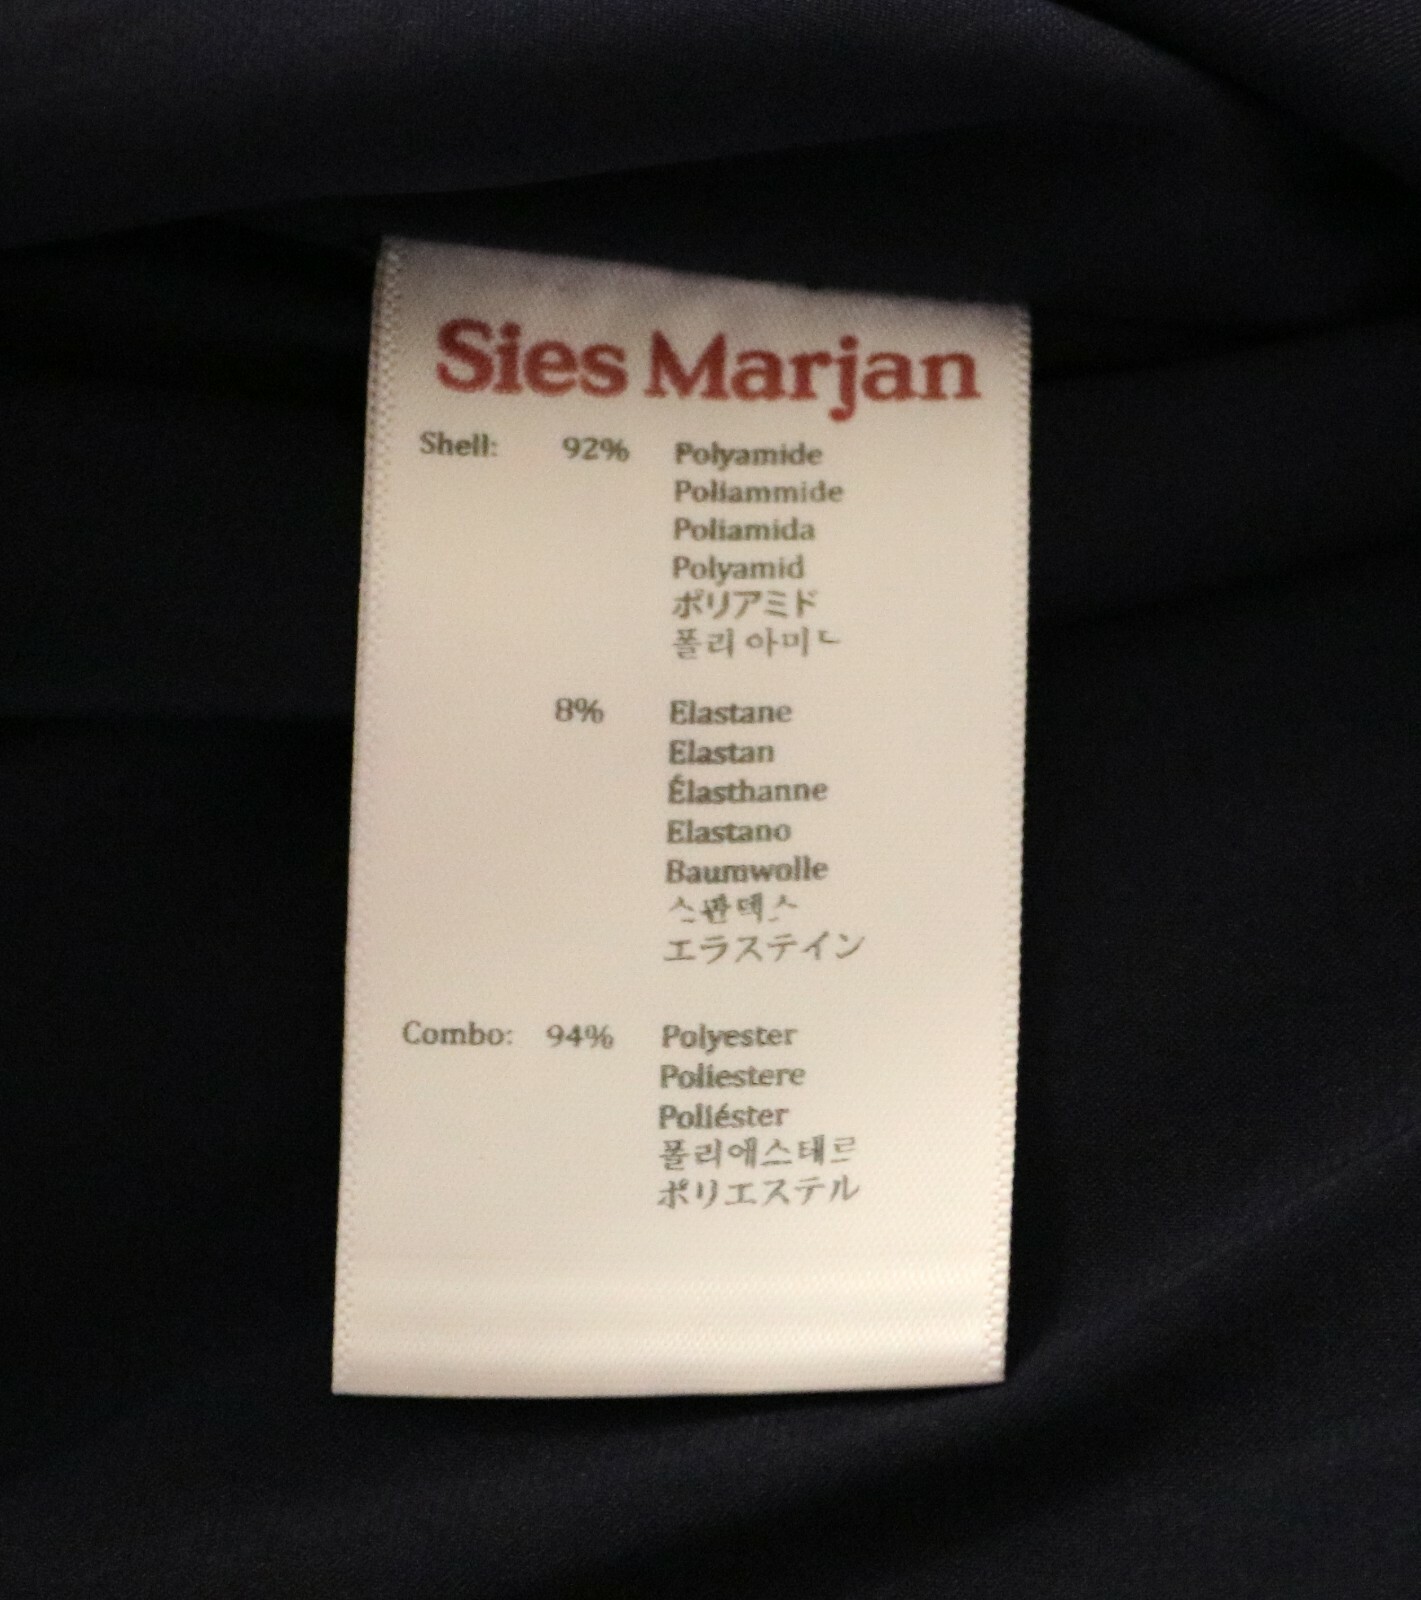 Sies Marjan
Shell: 92% Polyamide
Poliammide
Poliamida
Polyamid
ポリアミド
폴리아미드
8% Elastane
Elastan
Élasthanne
Elastano
Baumwolle
스판덱스
エラステイン
Combo: 94% Polyester
Poliestere
Poliéster
폴리에스테르
ポリエステル